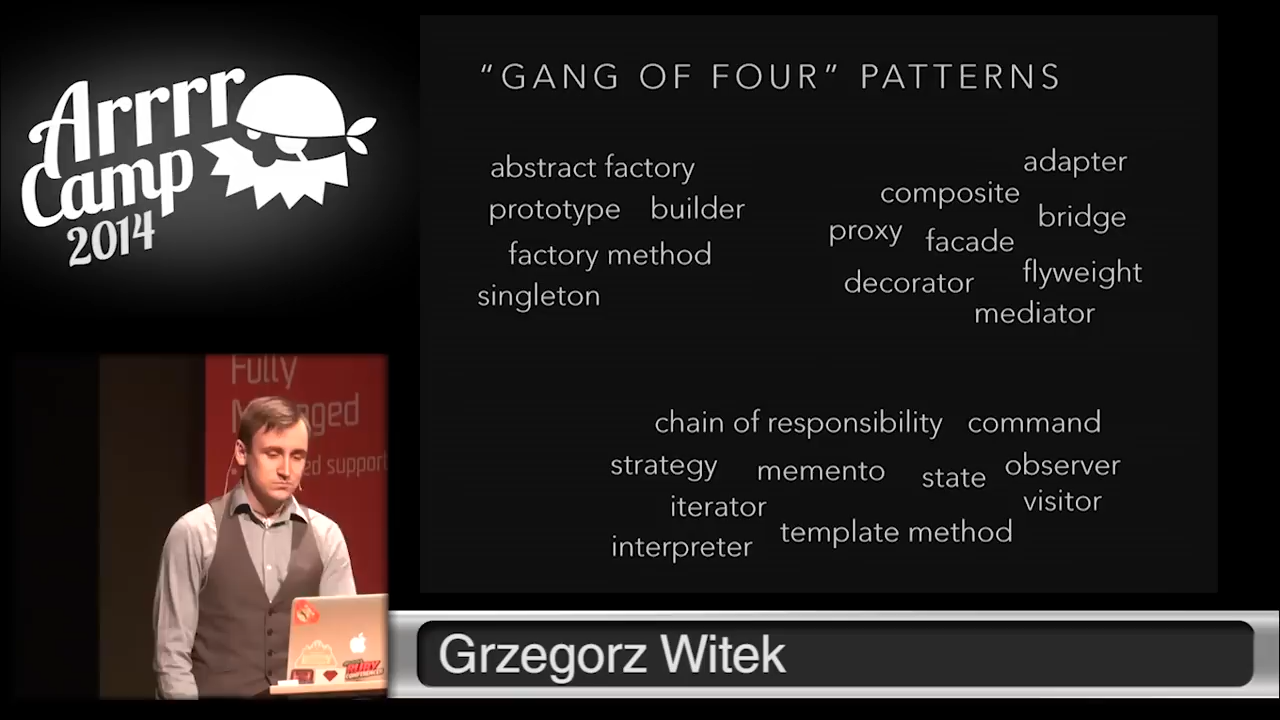 Arrrr
Camp
2014
“GANG OF FOUR” PATTERNS
abstract factory
prototype builder
factory method
singleton
adapter
composite
bridge
proxy facade
decorator flyweight
mediator
chain of responsibility command
strategy memento state observer
iterator visitor
template method
interpreter
Fully
Managed
ed support
Grzegorz Witek